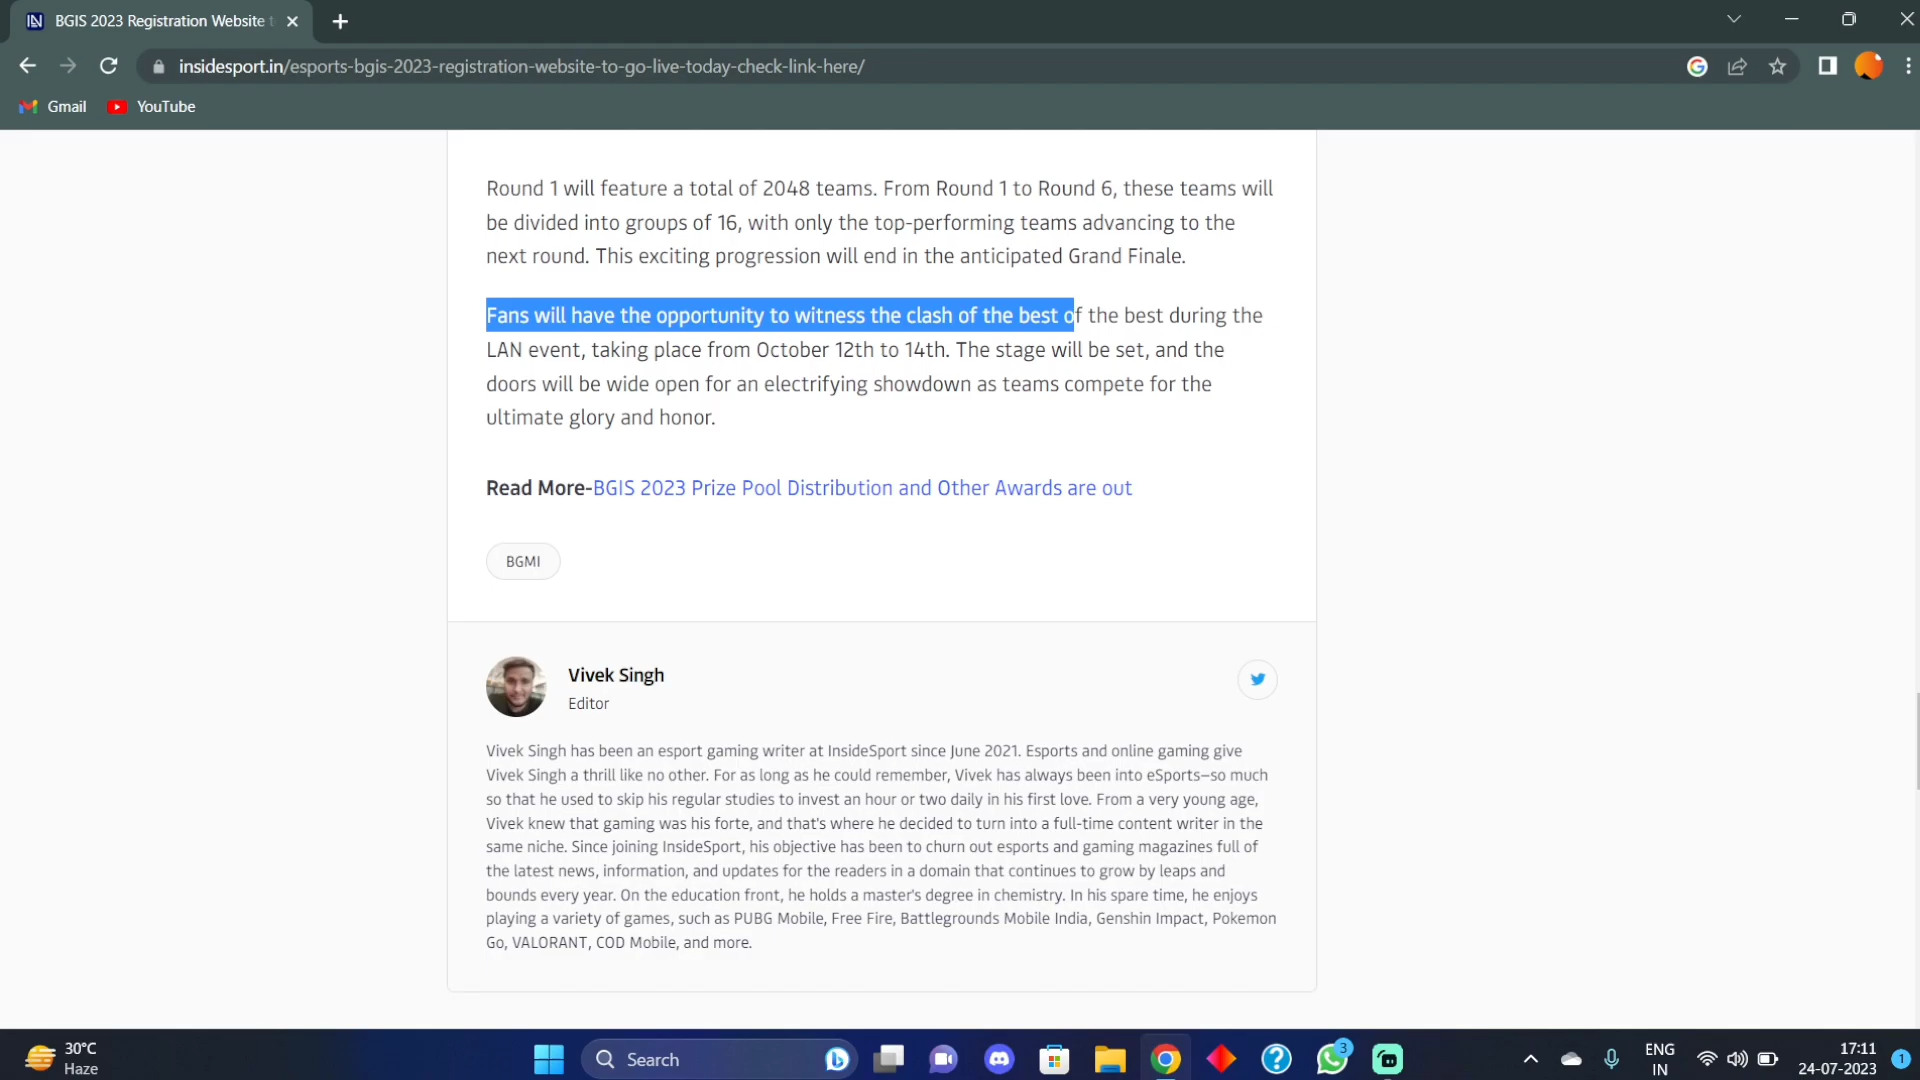 BGIS 2023 Registration Website t
insidesport.in/esports-bgis-2023-registration-website-to-go-live-today-check-link-here/
Gmail
YouTube
Round 1 will feature a total of 2048 teams. From Round 1 to Round 6, these teams will
be divided into groups of 16, with only the top-performing teams advancing to the
next round. This exciting progression will end in the anticipated Grand Finale.
Fans will have the opportunity to witness the clash of the best of the best during the
LAN event, taking place from October 12th to 14th. The stage will be set, and the
doors will be wide open for an electrifying showdown as teams compete for the
ultimate glory and honor.
Read More-BGIS 2023 Prize Pool Distribution and Other Awards are out
BGMI
Vivek Singh
Editor
Vivek Singh has been an esport gaming writer at InsideSport since June 2021. Esports and online gaming give
Vivek Singh a thrill like no other. For as long as he could remember, Vivek has always been into eSports–so much
so that he used to skip his regular studies to invest an hour or two daily in his first love. From a very young age,
Vivek knew that gaming was his forte, and that's where he decided to turn into a full-time content writer in the
same niche. Since joining InsideSport, his objective has been to churn out esports and gaming magazines full of
the latest news, information, and updates for the readers in a domain that continues to grow by leaps and
bounds every year. On the education front, he holds a master's degree in chemistry. In his spare time, he enjoys
playing a variety of games, such as PUBG Mobile, Free Fire, Battlegrounds Mobile India, Genshin Impact, Pokemon
Go, VALORANT, COD Mobile, and more.
30°C
Haze
Search
3
ENG
IN
17:11
24-07-2023
1